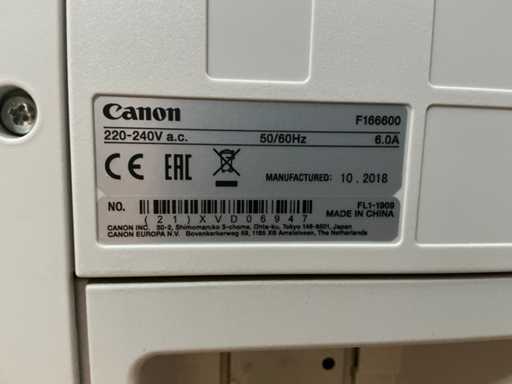 Canon
F166600
220-240V a.c.
50/60Hz
6.0A
CE EAC
MANUFACTURED: 10.2018
NO.
(21)XVD06947
FL1-1909
MADE IN CHINA
CANON INC. 30-2, Shimomaruko 3-chome, Ohta-ku, Tokyo 146-8501, Japan
CANON EUROPA N.V. Bovenkerkerweg 59, 1185 XB Amstelveen, The Netherlands